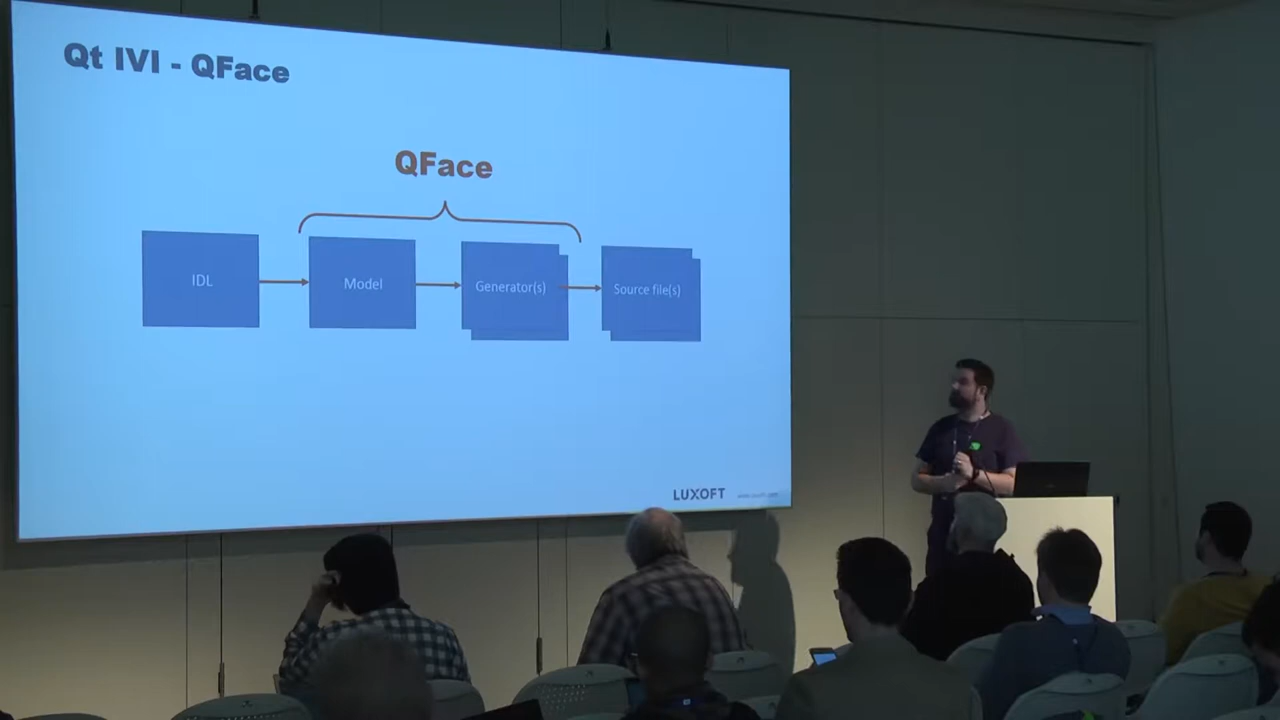 Qt IVI - QFace
QFace
IDL
Model
Generator(s)
Source file(s)
LUXOFT